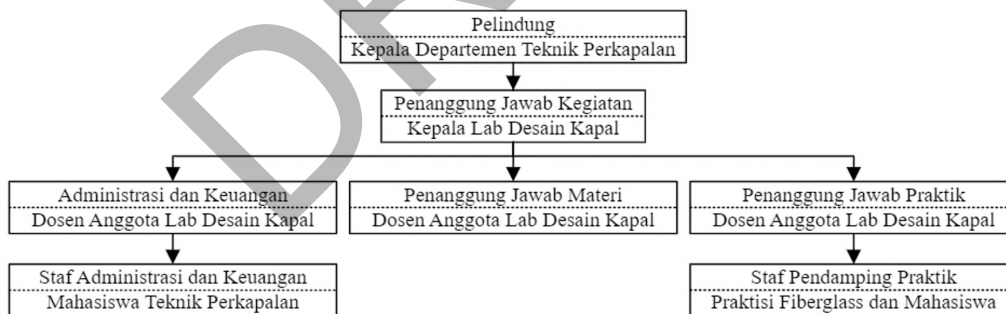 Pelindung
Kepala Departemen Teknik Perkapalan
Penanggung Jawab Kegiatan
Kepala Lab Desain Kapal
Administrasi dan Keuangan
Dosen Anggota Lab Desain Kapal
Penanggung Jawab Materi
Dosen Anggota Lab Desain Kapal
Penanggung Jawab Praktik
Dosen Anggota Lab Desain Kapal
Staf Administrasi dan Keuangan
Mahasiswa Teknik Perkapalan
Staf Pendamping Praktik
Praktisi Fiberglass dan Mahasiswa